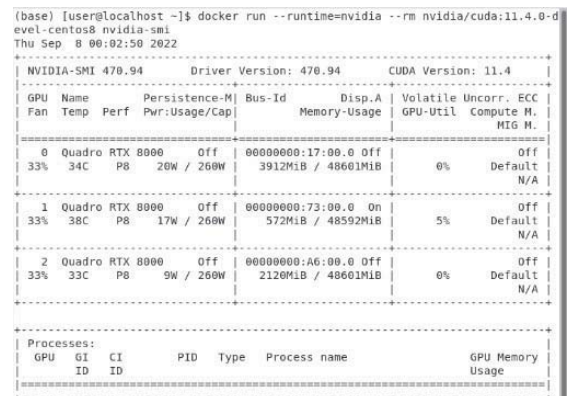 (base) [user@localhost ~]$ docker run --runtime=nvidia --rm nvidia/cuda:11.4.0-d
evel-centos8 nvidia-smi
Thu Sep  8 00:02:50 2022
+-----------------------------------------------------------------------------+
| NVIDIA-SMI 470.94       Driver Version: 470.94       CUDA Version: 11.4     |
|-------------------------------+----------------------+----------------------+
| GPU  Name        Persistence-M| Bus-Id        Disp.A | Volatile Uncorr. ECC |
| Fan  Temp  Perf  Pwr:Usage/Cap|         Memory-Usage | GPU-Util  Compute M. |
|                               |                      |               MIG M. |
|===============================+======================+======================|
|   0  Quadro RTX 8000     Off  | 00000000:17:00.0 Off |                  Off |
| 33%   34C    P8    20W / 260W |   3912MiB / 48601MiB |      0%      Default |
|                               |                      |                  N/A |
+-------------------------------+----------------------+----------------------+
|   1  Quadro RTX 8000     Off  | 00000000:73:00.0  On |                  Off |
| 33%   38C    P8    17W / 260W |    572MiB / 48592MiB |      5%      Default |
|                               |                      |                  N/A |
+-------------------------------+----------------------+----------------------+
|   2  Quadro RTX 8000     Off  | 00000000:A6:00.0 Off |                  Off |
| 33%   33C    P8     9W / 260W |   2120MiB / 48601MiB |      0%      Default |
|                               |                      |                  N/A |
+-------------------------------+----------------------+----------------------+
+-----------------------------------------------------------------------------+
| Processes:                                                                  |
|  GPU   GI   CI        PID   Type   Process name                  GPU Memory |
|        ID   ID                                                   Usage      |
|=============================================================================|